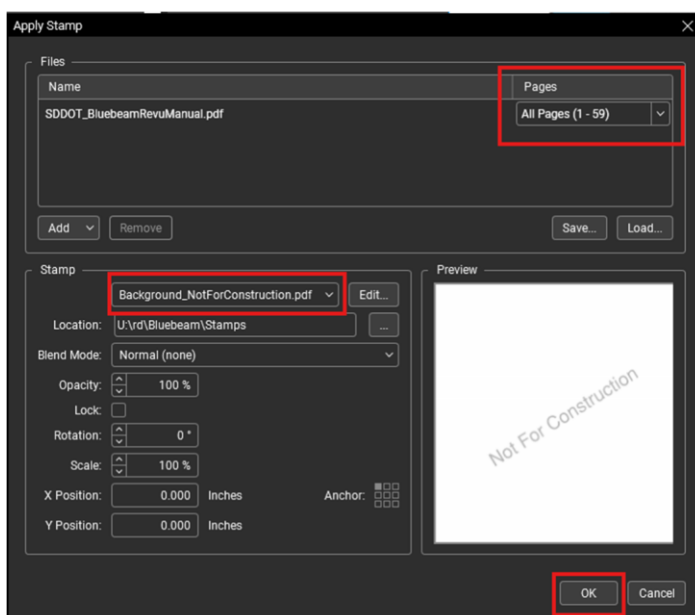 Apply Stamp
Files
Name Pages
SDDOT_BluebeamRevuManual.pdf All Pages (1 - 59)
Add Remove Save... Load...
Stamp
Background_NotForConstruction.pdf Edit...
Location: U:\rd\Bluebeam\Stamps ...
Blend Mode: Normal (none)
Opacity: 100 %
Lock:
Rotation: 0 °
Scale: 100 %
X Position: 0.000 Inches Anchor:
Y Position: 0.000 Inches
Preview
Not For Construction
OK Cancel